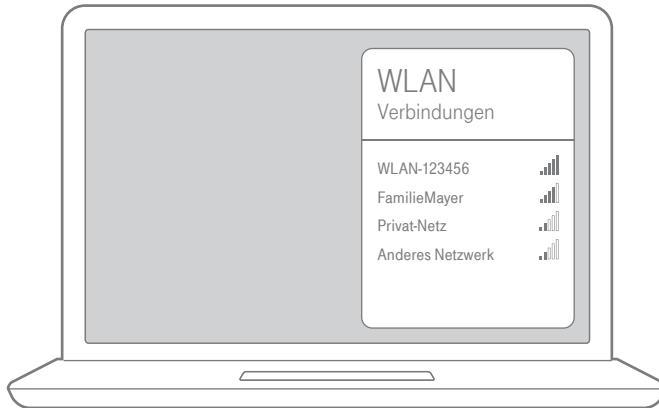 WLAN
Verbindungen
WLAN-123456
FamilieMayer
Privat-Netz
Anderes Netzwerk